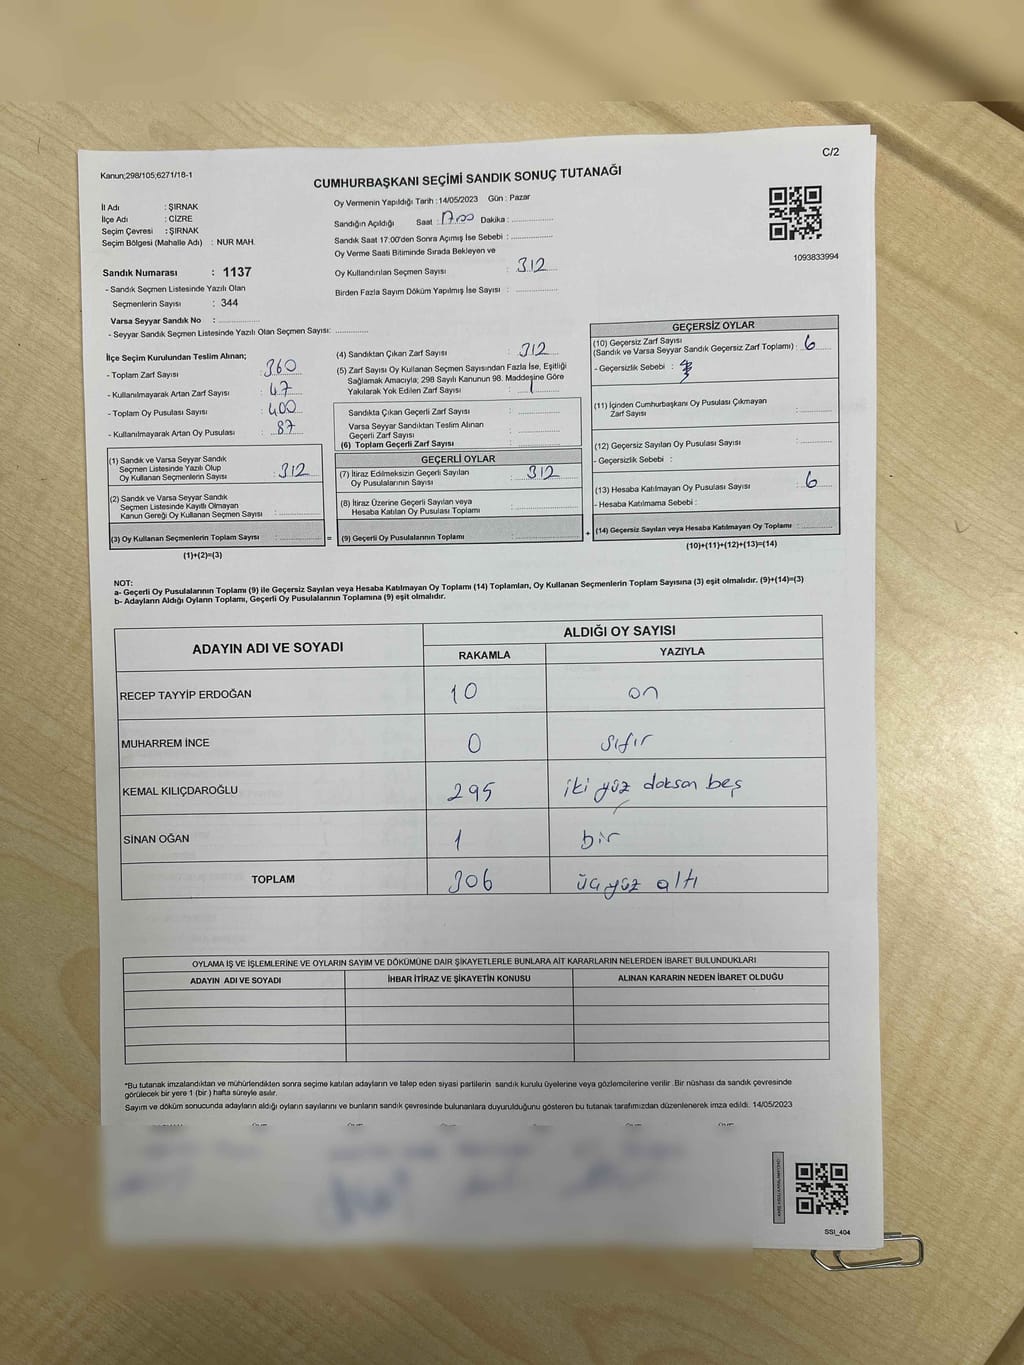 C/2
Kanun;298/105;6271/18-1
CUMHURBAŞKANI SEÇİMİ SANDIK SONUÇ TUTANAĞI
İl Adı : ŞIRNAK
İlçe Adı : CİZRE
Seçim Çevresi : ŞIRNAK
Seçim Bölgesi (Mahalle Adı) : NUR MAH.
Sandık Numarası : 1137
- Sandık Seçmen Listesinde Yazılı Olan
Seçmenlerin Sayısı : 344
Varsa Seyyar Sandık No :
- Seyyar Sandık Seçmen Listesinde Yazılı Olan Seçmen Sayısı:
Oy Vermenin Yapıldığı Tarih :14/05/2023 Gün : Pazar
Sandığın Açıldığı Saat : 17.00 Dakika :
Sandık Saat 17:00'den Sonra Açımış İse Sebebi :
Oy Verme Saati Bitiminde Sırada Bekleyen ve
Oy Kullandırılan Seçmen Sayısı : 312
Birden Fazla Sayım Döküm Yapılmış İse Sayısı :
1093833994
İlçe Seçim Kurulundan Teslim Alınan;
- Toplam Zarf Sayısı : 360
- Kullanılmayarak Artan Zarf Sayısı : 47
- Toplam Oy Pusulası Sayısı : 400
- Kullanılmayarak Artan Oy Pusulası : 87
(1) Sandık ve Varsa Seyyar Sandık
Seçmen Listesinde Yazılı Olup
Oy Kullanan Seçmenlerin Sayısı : 312
(2) Sandık ve Varsa Seyyar Sandık
Seçmen Listesinde Kayıtlı Olmayan
Kanun Gereği Oy Kullanan Seçmen Sayısı :
(3) Oy Kullanan Seçmenlerin Toplam Sayısı :
(1)+(2)=(3)
=
(4) Sandıktan Çıkan Zarf Sayısı : 312
(5) Zarf Sayısı Oy Kullanan Seçmen Sayısından Fazla İse, Eşitliği
Sağlamak Amacıyla; 298 Sayılı Kanunun 98. Maddesine Göre
Yakılarak Yok Edilen Zarf Sayısı : 1
Sandıkta Çıkan Geçerli Zarf Sayısı :
Varsa Seyyar Sandıktan Teslim Alınan
Geçerli Zarf Sayısı :
(6) Toplam Geçerli Zarf Sayısı :
GEÇERLİ OYLAR
(7) İtiraz Edilmeksizin Geçerli Sayılan
Oy Pusulalarının Sayısı : 312
(8) İtiraz Üzerine Geçerli Sayılan veya
Hesaba Katılan Oy Pusulası Toplamı :
(9) Geçerli Oy Pusulalarının Toplamı :
+
GEÇERSİZ OYLAR
(10) Geçersiz Zarf Sayısı
(Sandık ve Varsa Seyyar Sandık Geçersiz Zarf Toplamı) : 6
- Geçersizlik Sebebi :
(11) İçinden Cumhurbaşkanı Oy Pusulası Çıkmayan
Zarf Sayısı :
(12) Geçersiz Sayılan Oy Pusulası Sayısı :
- Geçersizlik Sebebi :
(13) Hesaba Katılmayan Oy Pusulası Sayısı : 6
- Hesaba Katılmama Sebebi :
(14) Geçersiz Sayılan veya Hesaba Katılmayan Oy Toplamı :
(10)+(11)+(12)+(13)=(14)
NOT:
a- Geçerli Oy Pusulalarının Toplamı (9) ile Geçersiz Sayılan veya Hesaba Katılmayan Oy Toplamı (14) Toplamları, Oy Kullanan Seçmenlerin Toplam Sayısına (3) eşit olmalıdır. (9)+(14)=(3)
b- Adayların Aldığı Oyların Toplamı, Geçerli Oy Pusulalarının Toplamına (9) eşit olmalıdır.
ADAYIN ADI VE SOYADI ALDIĞI OY SAYISI
RAKAMLA YAZIYLA
RECEP TAYYİP ERDOĞAN 10 on
MUHARREM İNCE 0 sıfır
KEMAL KILIÇDAROĞLU 295 iki yüz doksan beş
SİNAN OĞAN 1 bir
TOPLAM 306 üçyüz altı
OYLAMA İŞ VE İŞLEMLERİNE VE OYLARIN SAYIM VE DÖKÜMÜNE DAİR ŞİKAYETLERLE BUNLARA AİT KARARLARIN NELERDEN İBARET BULUNDUKLARI
ADAYIN ADI VE SOYADI İHBAR İTİRAZ VE ŞİKAYETİN KONUSU ALINAN KARARIN NEDEN İBARET OLDUĞU
*Bu tutanak imzalandıktan ve mühürlendikten sonra seçime katılan adayların ve talep eden siyasi partilerin sandık kurulu üyelerine veya gözlemcilerine verilir. Bir nüshası da sandık çevresinde
görülecek bir yere 1 (bir ) hafta süreyle asılır.
Sayım ve döküm sonucunda adayların aldığı oyların sayılarını ve bunların sandık çevresinde bulunanlara duyurulduğunu gösteren bu tutanak tarafımızdan düzenlenerek imza edildi. 14/05/2023
SSI_404